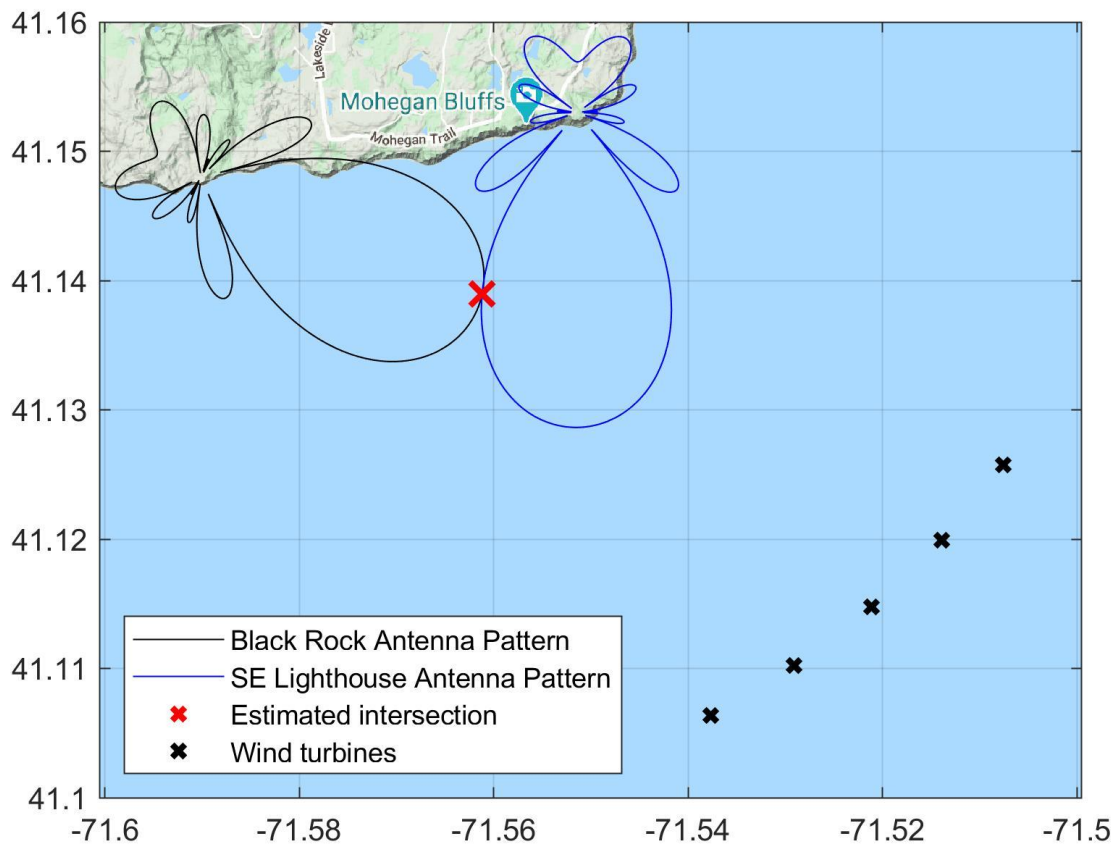 41.16
41.15
41.14
41.13
41.12
41.11
41.1
-71.6
-71.58
-71.56
-71.54
-71.52
-71.5
Lakeside
Mohegan Bluffs
Mohegan Trail
Black Rock Antenna Pattern
SE Lighthouse Antenna Pattern
Estimated intersection
Wind turbines